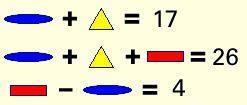 + = 17
+ + = 26
- = 4